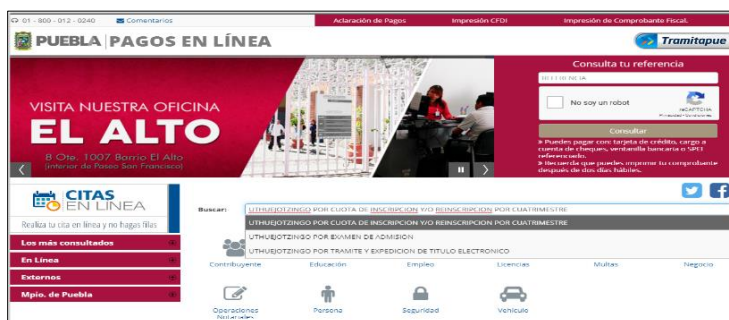 01 - 800 - 012 - 0240
Comentarios
Aclaración de Pagos
Impresión CFDI
Impresión de Comprobante Fiscal.
PUEBLA PAGOS EN LÍNEA
Tramitapue
VISITA NUESTRA OFICINA
EL ALTO
8 Ote. 1007 Barrio El Alto
(interior de Paseo San Francisco)
Consulta tu referencia
REFERENCIA
No soy un robot
reCAPTCHA
Privacidad - Condiciones
Consultar
Puedes pagar con: tarjeta de crédito, cargo a
cuenta de cheques, ventanilla bancaria o SPEI
referenciado.
Recuerda que puedes imprimir tu comprobante
después de dos días hábiles.
CITAS
EN LÍNEA
Realiza tu cita en línea y no hagas filas
Los más consultados
En Línea
Externos
Mpio. de Puebla
Buscar:
UTHUEJOTZINGO POR CUOTA DE INSCRIPCION Y/O REINSCRIPCION POR CUATRIMESTRE
UTHUEJOTZINGO POR CUOTA DE INSCRIPCION Y/O REINSCRIPCION POR CUATRIMESTRE
UTHUEJOTZINGO POR EXAMEN DE ADMISION
UTHUEJOTZINGO POR TRAMITE Y EXPEDICION DE TITULO ELECTRONICO
Contribuyente
Educación
Empleo
Licencias
Multas
Negocio
Operaciones
Notariales
Persona
Seguridad
Vehículo